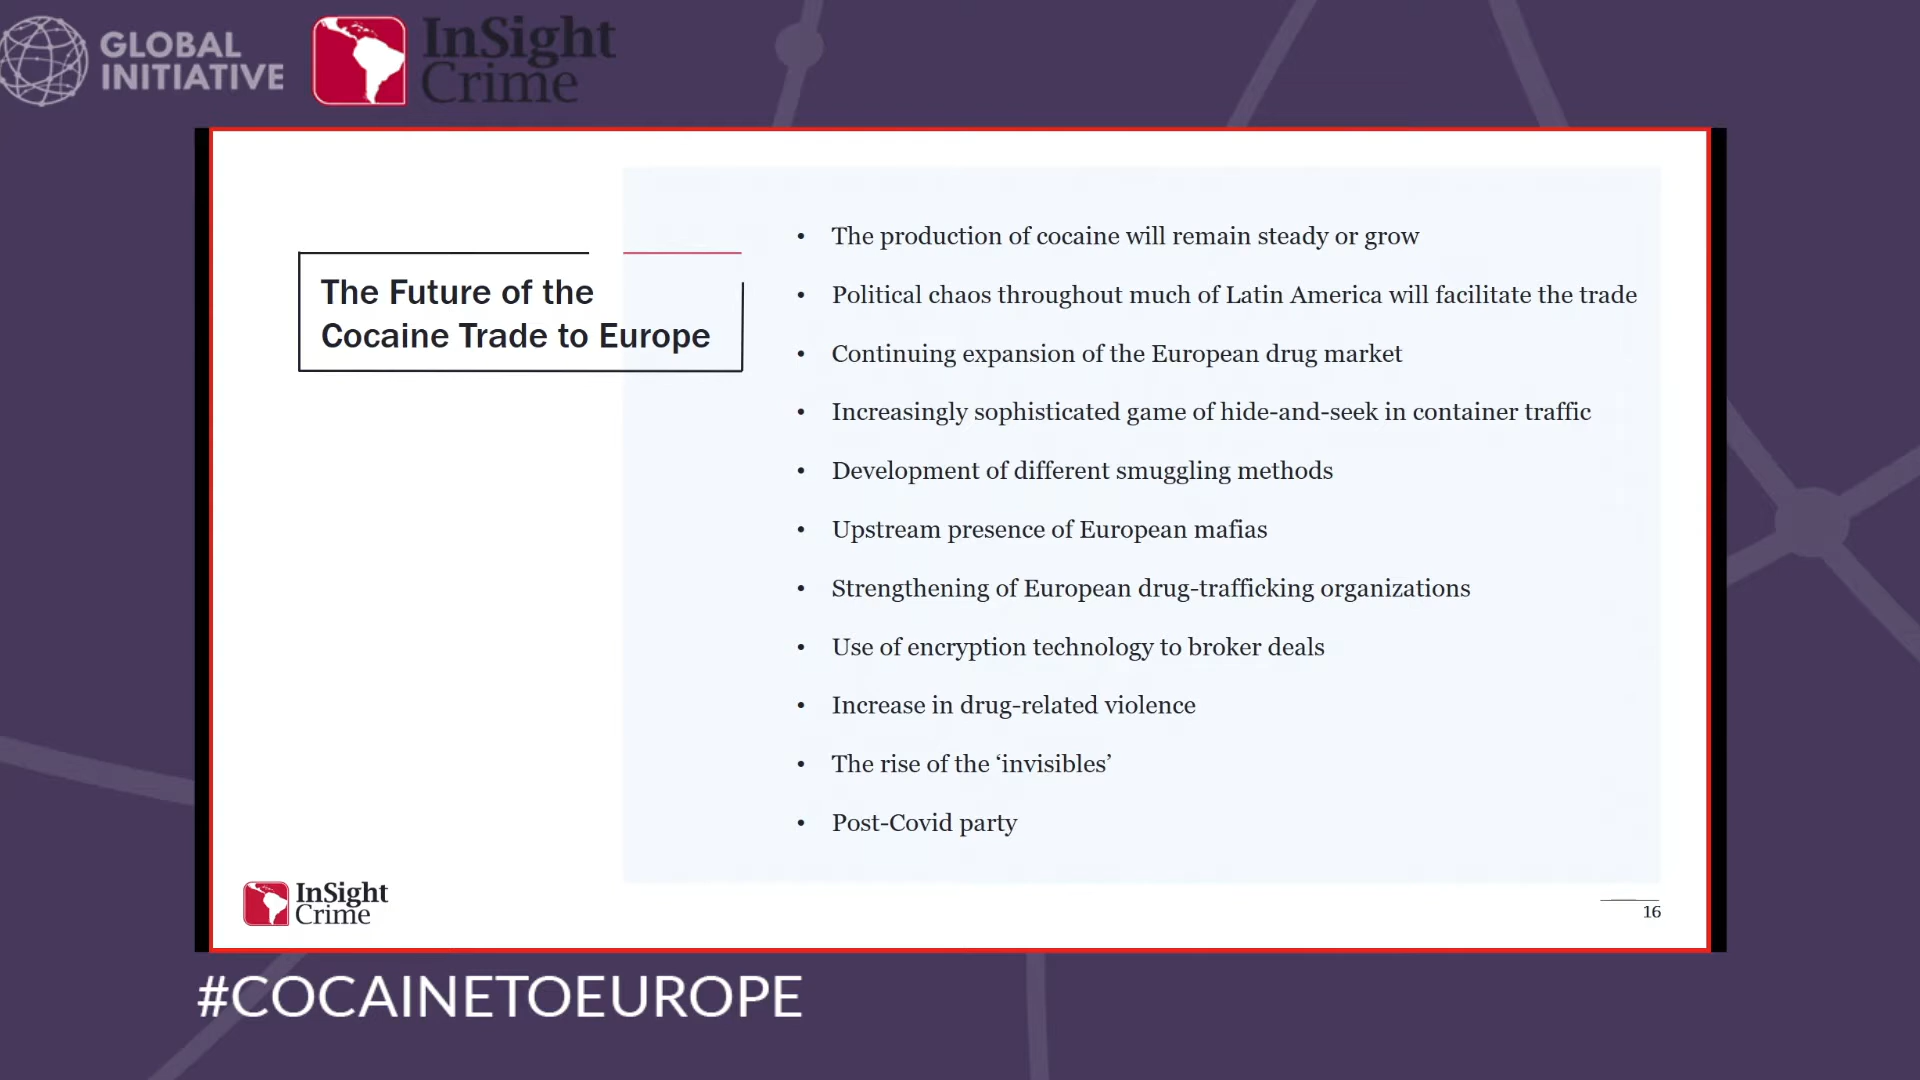 GLOBAL
INITIATIVE
InSight
Crime
The Future of the
Cocaine Trade to Europe
• The production of cocaine will remain steady or grow
• Political chaos throughout much of Latin America will facilitate the trade
• Continuing expansion of the European drug market
• Increasingly sophisticated game of hide-and-seek in container traffic
• Development of different smuggling methods
• Upstream presence of European mafias
• Strengthening of European drug-trafficking organizations
• Use of encryption technology to broker deals
• Increase in drug-related violence
• The rise of the ‘invisibles’
• Post-Covid party
InSight
Crime
16
#COCAINETOEUROPE